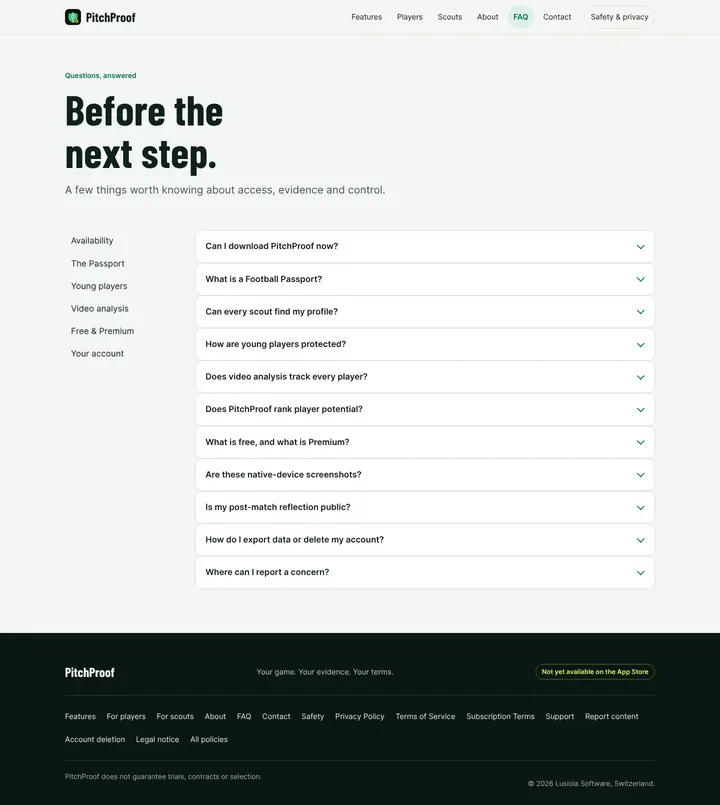 PitchProof
Features Players Scouts About FAQ Contact Safety & privacy
Questions, answered
Before the
next step.
A few things worth knowing about access, evidence and control.
Availability
The Passport
Young players
Video analysis
Free & Premium
Your account
Can I download PitchProof now?
What is a Football Passport?
Can every scout find my profile?
How are young players protected?
Does video analysis track every player?
Does PitchProof rank player potential?
What is free, and what is Premium?
Are these native-device screenshots?
Is my post-match reflection public?
How do I export data or delete my account?
Where can I report a concern?
PitchProof
Your game. Your evidence. Your terms.
Not yet available on the App Store
Features For players For scouts About FAQ Contact Safety Privacy Policy Terms of Service Subscription Terms Support Report content
Account deletion Legal notice All policies
PitchProof does not guarantee trials, contracts or selection.
© 2026 Lusiola Software, Switzerland.